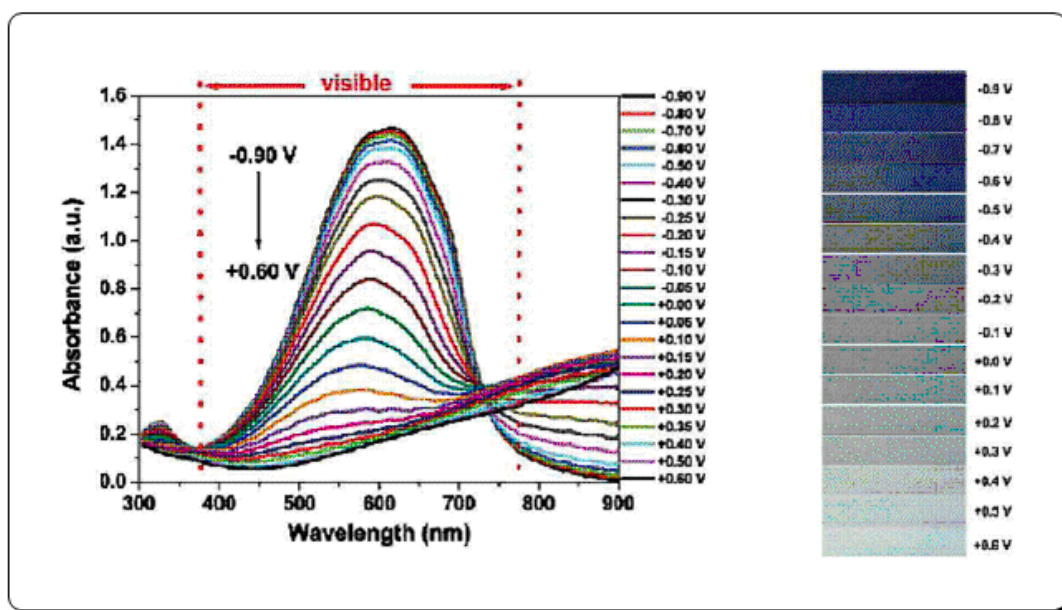 visible
1.6
1.4
1.2
1.0
0.8
0.6
0.4
0.2
0.0
Absorbance (a.u.)
-0.90 V
+0.60 V
300 400 500 600 700 800 900
Wavelength (nm)
-0.90 V
-0.80 V
-0.70 V
-0.60 V
-0.50 V
-0.40 V
-0.30 V
-0.25 V
-0.20 V
-0.15 V
-0.10 V
-0.05 V
+0.00 V
+0.05 V
+0.10 V
+0.15 V
+0.20 V
+0.25 V
+0.30 V
+0.35 V
+0.40 V
+0.50 V
+0.60 V
-0.9 V
-0.8 V
-0.7 V
-0.6 V
-0.5 V
-0.4 V
-0.3 V
-0.2 V
-0.1 V
+0.0 V
+0.1 V
+0.2 V
+0.3 V
+0.4 V
+0.5 V
+0.6 V